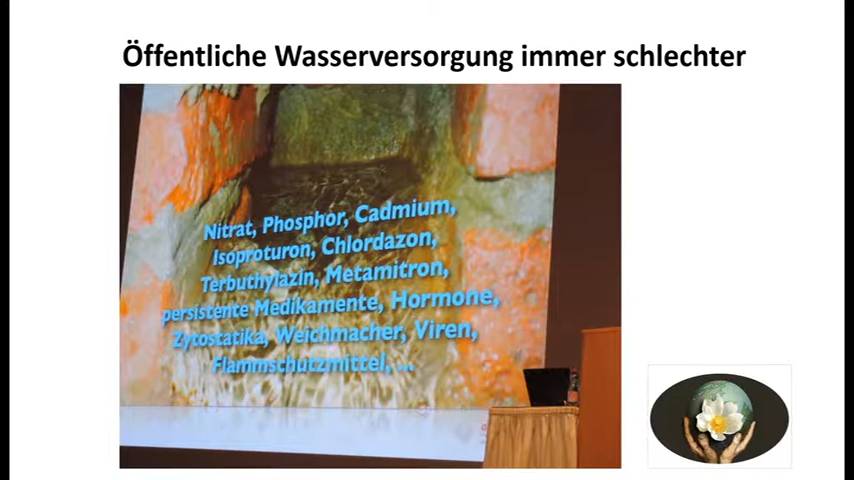 Öffentliche Wasserversorgung immer schlechter
Nitrat, Phosphor, Cadmium,
Isoproturon, Chlordazon,
Terbuthylazin, Metamitron,
persistente Medikamente, Hormone,
Zytostatika, Weichmacher, Viren,
Flammschutzmittel, ...